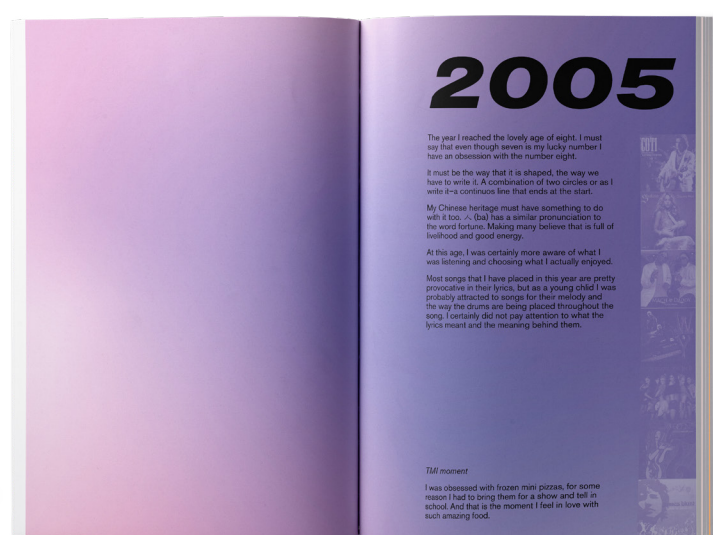 2005
The year I reached the lovely age of eight. I must
say that even though seven is my lucky number I
have an obsession with the number eight.
It must be the way that it is shaped, the way we
have to write it. A combination of two circles or as I
write it–a continuos line that ends at the start.
My Chinese heritage must have something to do
with it too. 八 (ba) has a similar pronunciation to
the word fortune. Making many believe that is full of
livelihood and good energy.
At this age, I was certainly more aware of what I
was listening and choosing what I actually enjoyed.
Most songs that I have placed in this year are pretty
provocative in their lyrics, but as a young child I was
probably attracted to songs for their melody and
the way the drums are being placed throughout the
song. I certainly did not pay attention to what the
lyrics meant and the meaning behind them.
TMI moment
I was obsessed with frozen mini pizzas, for some
reason I had to bring them for a show and tell in
school. And that is the moment I feel in love with
such amazing food.